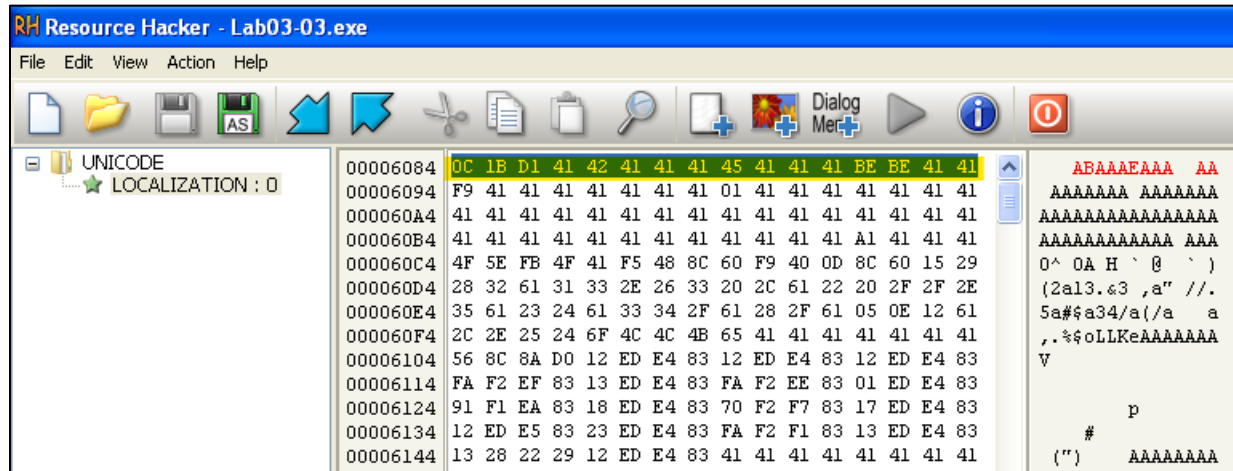 RH Resource Hacker - Lab03-03.exe
File Edit View Action Help
AS
Dialog
Men
UNICODE
LOCALIZATION : 0
00006084 0C 1B D1 41 42 41 41 41 45 41 41 41 BE BE 41 41 ABAAAEAAA AA
00006094 F9 41 41 41 41 41 41 41 01 41 41 41 41 41 41 41 AAAAAAA AAAAAAA
000060A4 41 41 41 41 41 41 41 41 41 41 41 41 41 41 41 41 AAAAAAAAAAAAAAAA
000060B4 41 41 41 41 41 41 41 41 41 41 41 41 A1 41 41 41 AAAAAAAAAAAA AAA
000060C4 4F 5E FB 4F 41 F5 48 8C 60 F9 40 0D 8C 60 15 29 O^ OA H ` @ ` )
000060D4 28 32 61 31 33 2E 26 33 20 2C 61 22 20 2F 2F 2E (2a13.&3 ,a" //.
000060E4 35 61 23 24 61 33 34 2F 61 28 2F 61 05 0E 12 61 5a#$a34/a(/a a
000060F4 2C 2E 25 24 6F 4C 4C 4B 65 41 41 41 41 41 41 41 ,.%$oLLKeAAAAAAA
00006104 56 8C 8A D0 12 ED E4 83 12 ED E4 83 12 ED E4 83 V
00006114 FA F2 EF 83 13 ED E4 83 FA F2 EE 83 01 ED E4 83
00006124 91 F1 EA 83 18 ED E4 83 70 F2 F7 83 17 ED E4 83 p
00006134 12 ED E5 83 23 ED E4 83 FA F2 F1 83 13 ED E4 83 #
00006144 13 28 22 29 12 ED E4 83 41 41 41 41 41 41 41 41 (") AAAAAAAA